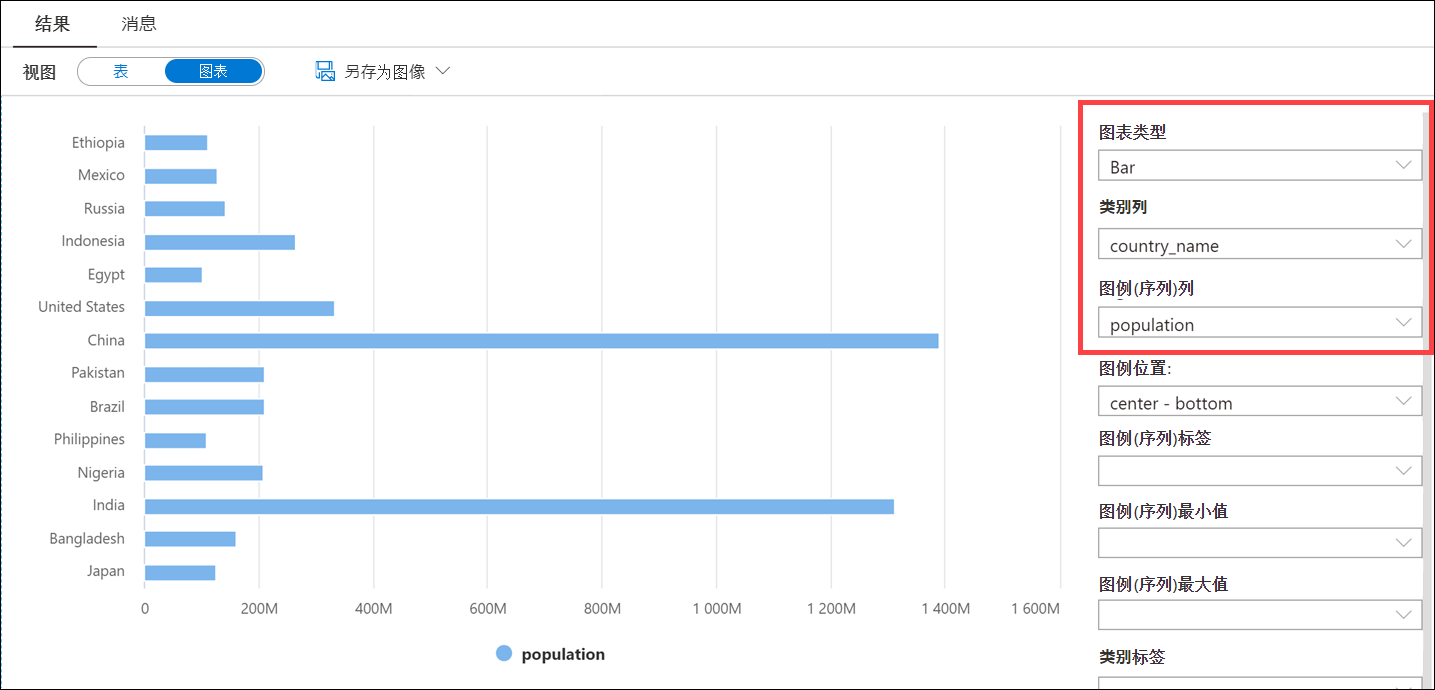 结果 消息
视图 表 图表 另存为图像
Ethiopia
Mexico
Russia
Indonesia
Egypt
United States
China
Pakistan
Brazil
Philippines
Nigeria
India
Bangladesh
Japan
0 200M 400M 600M 800M 1 000M 1 200M 1 400M 1 600M
population
图表类型
Bar
类别列
country_name
图例(序列)列
population
图例位置:
center - bottom
图例(序列)标签
图例(序列)最小值
图例(序列)最大值
类别标签